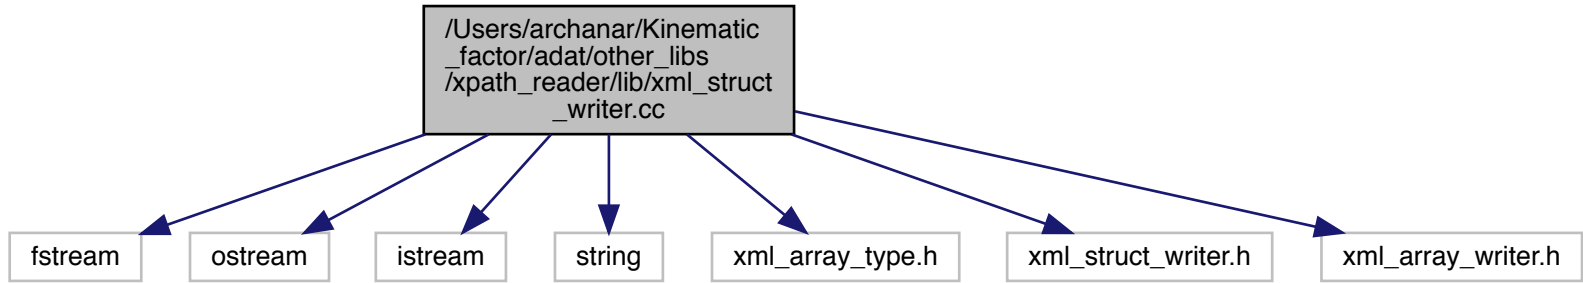 /Users/archanar/Kinematic
_factor/adat/other_libs
/xpath_reader/lib/xml_struct
_writer.cc
fstream
ostream
istream
string
xml_array_type.h
xml_struct_writer.h
xml_array_writer.h